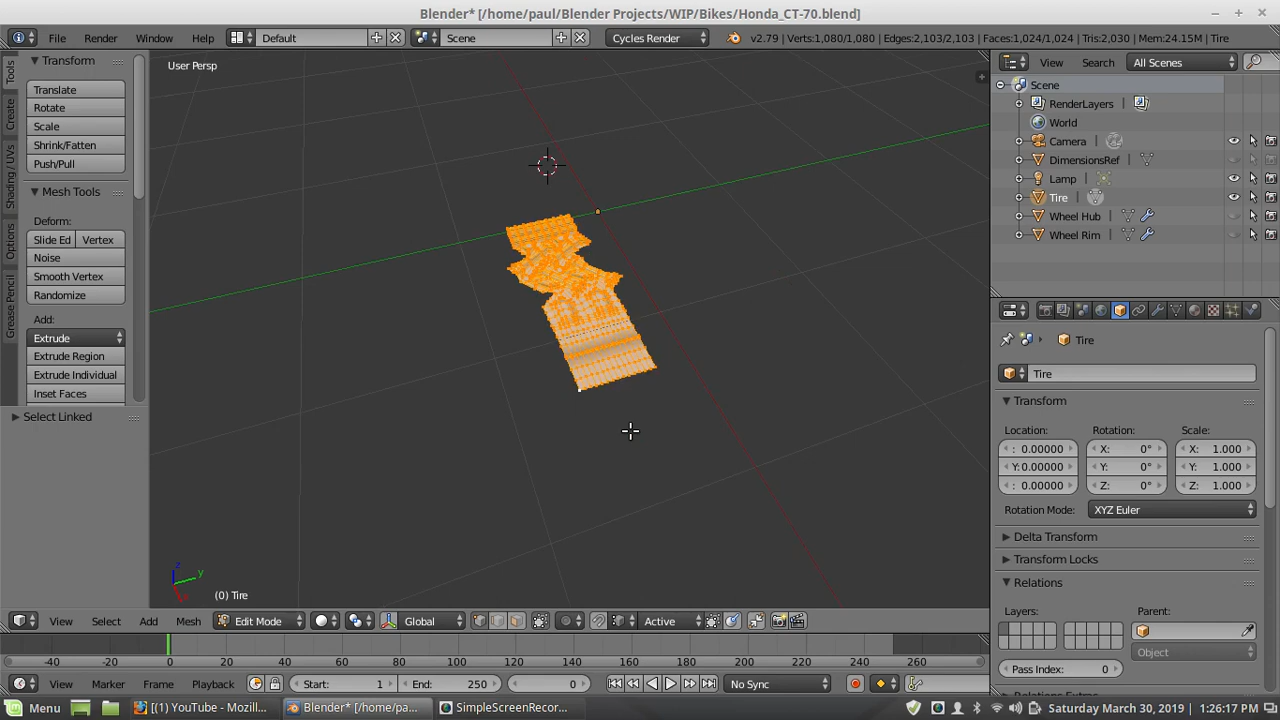 Blender* [/home/paul/Blender Projects/WIP/Bikes/Honda_CT-70.blend]
File Render Window Help Default Scene Cycles Render v2.79 | Verts:1,080/1,080 | Edges:2,103/2,103 | Faces:1,024/1,024 | Tris:2,030 | Mem:24.15M | Tire
Tools
Create
Shading / UVs
Options
Grease Pencil
Transform
Translate
Rotate
Scale
Shrink/Fatten
Push/Pull
Mesh Tools
Deform:
Slide Ed Vertex
Noise
Smooth Vertex
Randomize
Add:
Extrude
Extrude Region
Extrude Individual
Inset Faces
Select Linked
User Persp
z
y
x
(0) Tire
View Select Add Mesh Edit Mode Global Active
View Search All Scenes
Scene
RenderLayers
World
Camera
DimensionsRef
Lamp
Tire
Wheel Hub
Wheel Rim
Tire
Tire
Transform
Location: Rotation: Scale:
: 0.00000 X: 0° X: 1.000
Y: 0.00000 Y: 0° Y: 1.000
: 0.00000 Z: 0° Z: 1.000
Rotation Mode: XYZ Euler
Delta Transform
Transform Locks
Relations
Layers: Parent:
Object
Pass Index: 0
Relations Extras
-40 -20 0 20 40 60 80 100 120 140 160 180 200 220 240 260
View Marker Frame Playback Start: 1 End: 250 0 No Sync
Menu [(1) YouTube - Mozill... Blender* [/home/pa... SimpleScreenRecor... Saturday March 30, 2019 | 1:26:17 PM